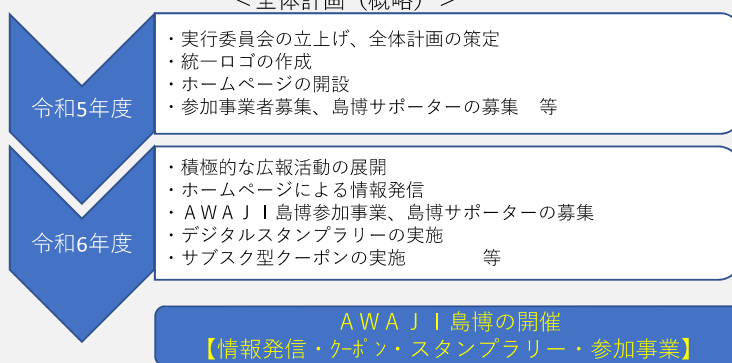 ＜全体計画（概略）＞
令和5年度
・実行委員会の立上げ、全体計画の策定
・統一ロゴの作成
・ホームページの開設
・参加事業者募集、島博サポーターの募集　等
令和6年度
・積極的な広報活動の展開
・ホームページによる情報発信
・ＡＷＡＪＩ島博参加事業、島博サポーターの募集
・デジタルスタンプラリーの実施
・サブスク型クーポンの実施　　　　等
ＡＷＡＪＩ島博の開催
【情報発信・ｸｰﾎﾟﾝ・スタンプラリー・参加事業】